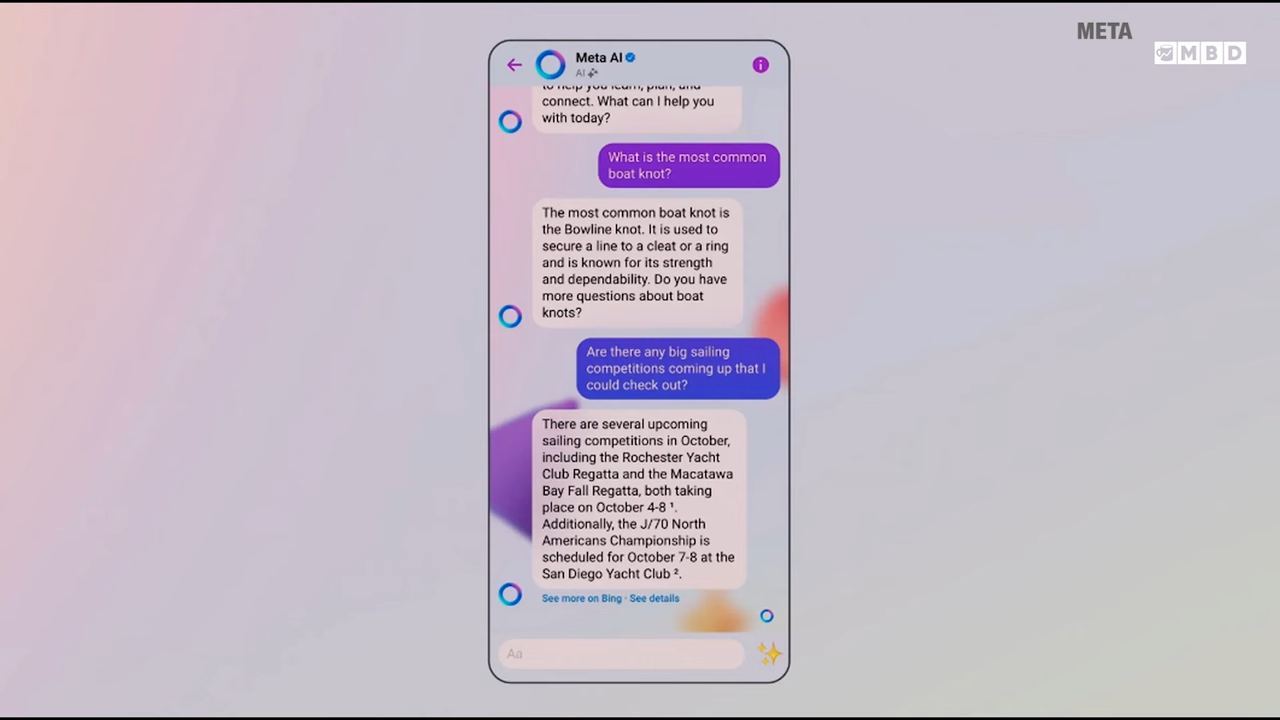 META
MBD
Meta AI
AI
to help you learn, plan, and
connect. What can I help you
with today?
What is the most common
boat knot?
The most common boat knot is
the Bowline knot. It is used to
secure a line to a cleat or a ring
and is known for its strength
and dependability. Do you have
more questions about boat
knots?
Are there any big sailing
competitions coming up that I
could check out?
There are several upcoming
sailing competitions in October,
including the Rochester Yacht
Club Regatta and the Macatawa
Bay Fall Regatta, both taking
place on October 4-8 ¹.
Additionally, the J/70 North
Americans Championship is
scheduled for October 7-8 at the
San Diego Yacht Club ².
See more on Bing · See details
Aa